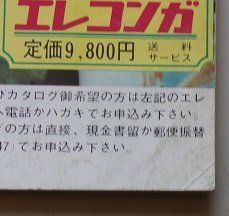 エレコンガ
定価9,800円 送料サービス
カタログ御希望の方は左記のエレ
電話かハガキてお申込み下さい。
の方は直接、現金書留か郵便振替
47)てお申込み下さい。